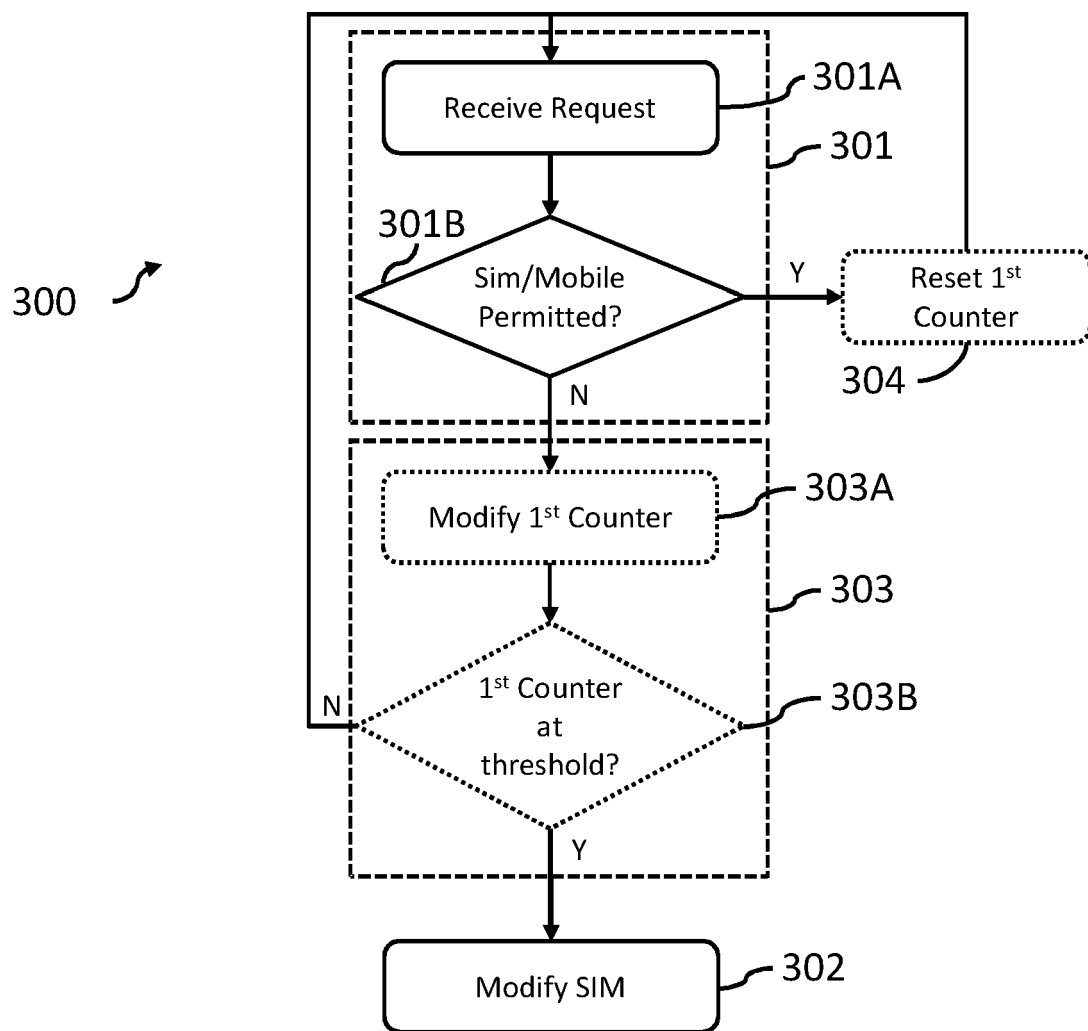 Receive Request
301A
301
301B
Sim/Mobile
Permitted?
Y
300
Reset 1st
Counter
304
N
Modify 1st Counter
303A
303
1st Counter
at
threshold?
N
303B
Y
Modify SIM
302